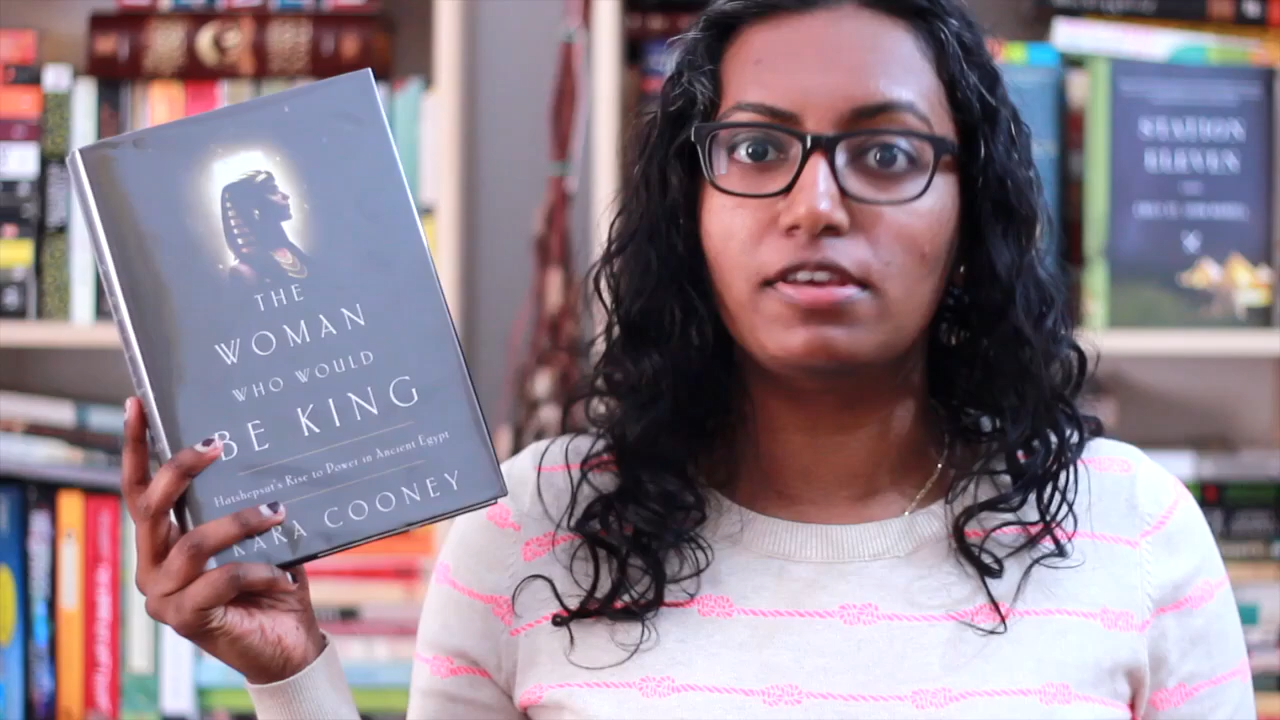 THE
WOMAN
WHO WOULD
BE KING
Hatshepsut's Rise to Power in Ancient Egypt
KARA COONEY
STATION
ELEVEN